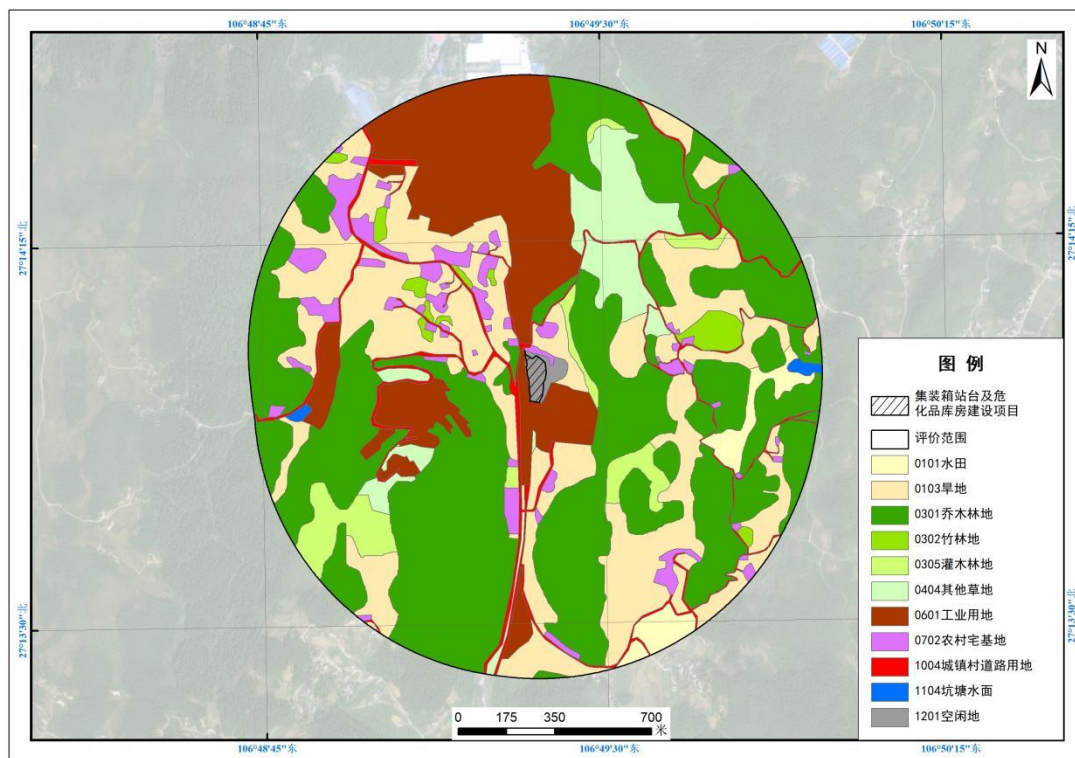 106°48'45"东
106°49'30"东
106°50'15"东
N
27°14'15"北
27°14'15"北
27°13'30"北
27°13'30"北
图 例
集装箱站台及危
化品库房建设项目
评价范围
0101水田
0103旱地
0301乔木林地
0302竹林地
0305灌木林地
0404其他草地
0601工业用地
0702农村宅基地
1004城镇村道路用地
1104坑塘水面
1201空闲地
0 175 350 700
米
106°48'45"东
106°49'30"东
106°50'15"东